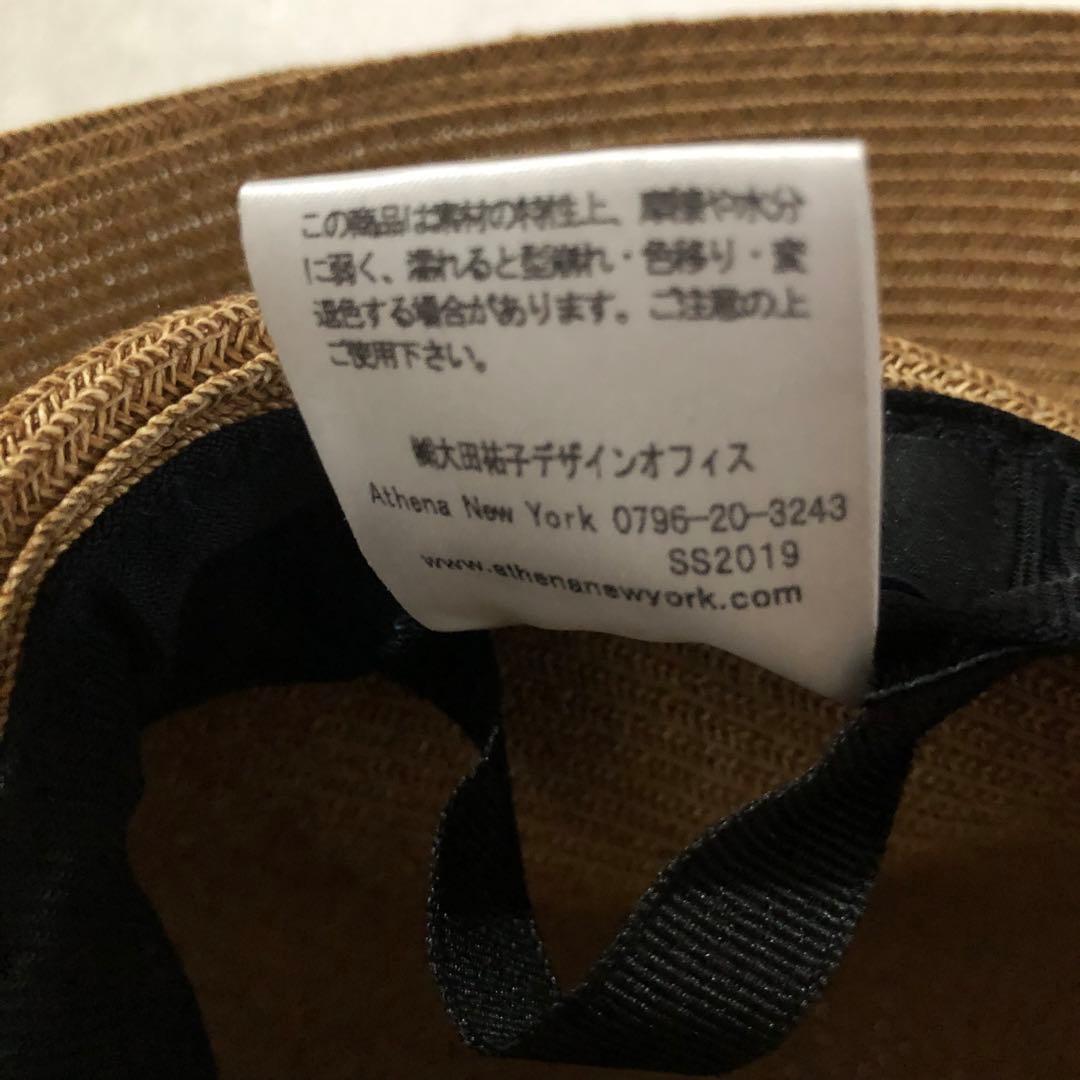 この商品は素材の特性上、摩擦や水分
に弱く、濡れると型崩れ・色移り・変
退色する場合があります。ご注意の上
ご使用下さい。
㈱大田祐子デザインオフィス
Athena New York 0796-20-3243
SS2019
www.athenanewyork.com